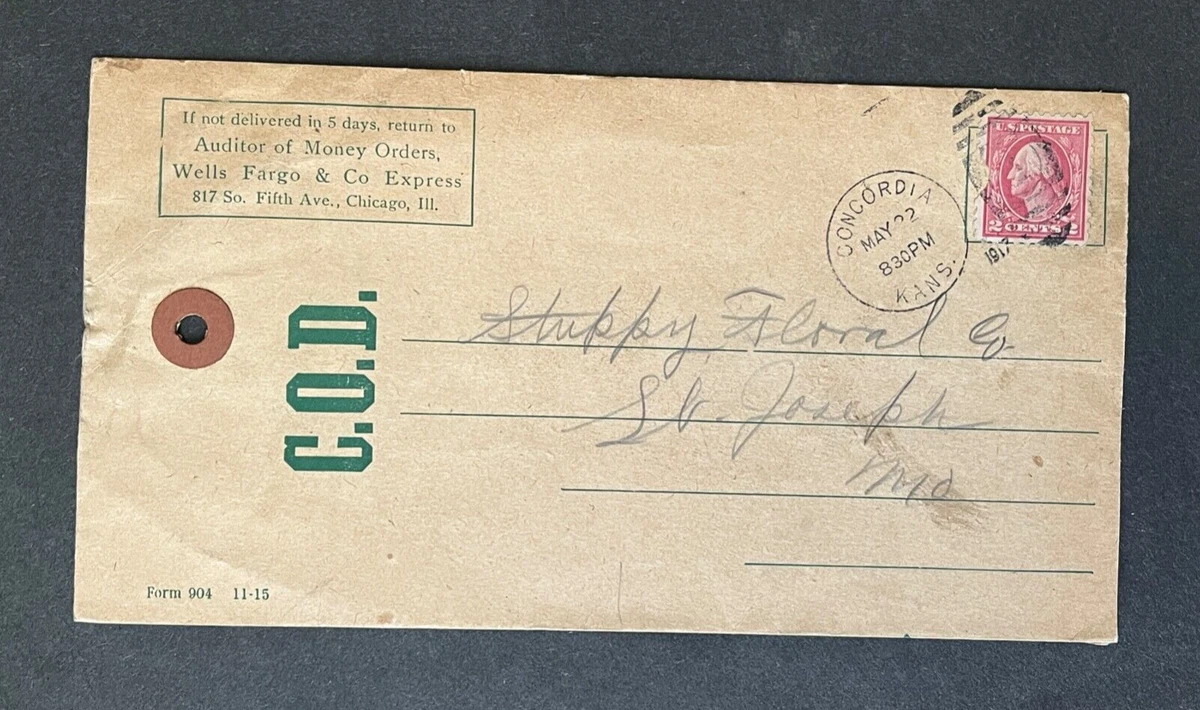 If not delivered in 5 days, return to
Auditor of Money Orders,
Wells Fargo & Co Express
817 So. Fifth Ave., Chicago, Ill.
U.S. POSTAGE
2 CENTS 2
CONCORDIA
MAY 22
830PM
KANS.
1917
C.O.D.
Stuppy Floral Co
St. Joseph
Mo
Form 904 11-15